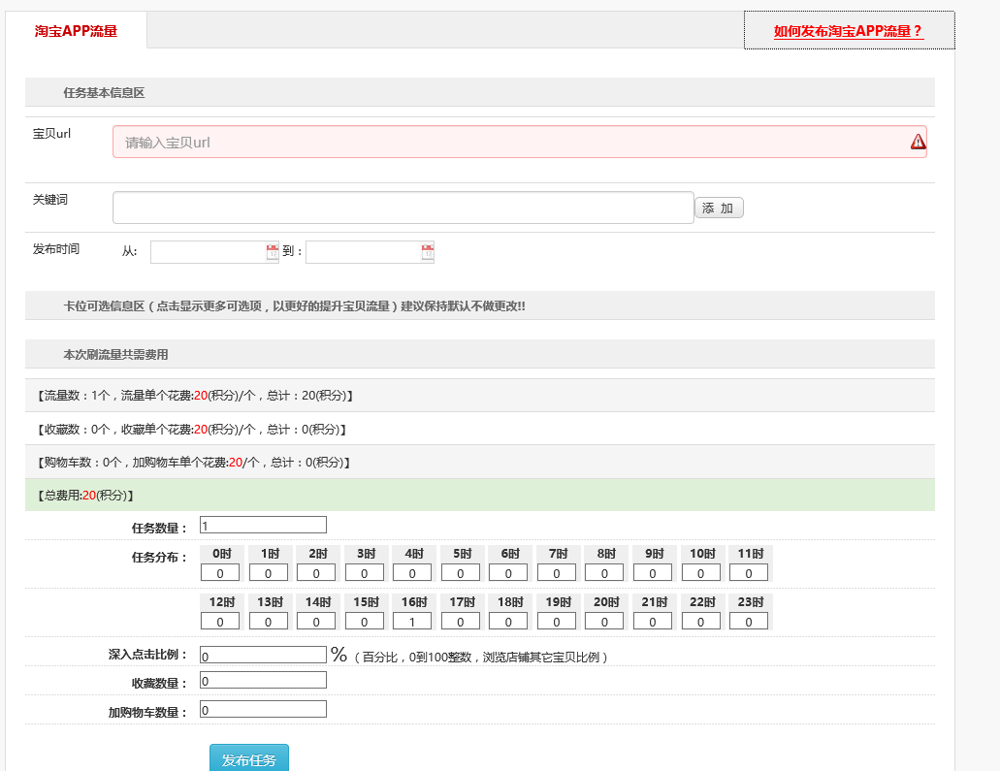 淘宝APP流量
如何发布淘宝APP流量？
任务基本信息区
宝贝url
请输入宝贝url
关键词
添 加
发布时间 从: 到：
卡位可选信息区（点击显示更多可选项，以更好的提升宝贝流量）建议保持默认不做更改!!
本次刷流量共需费用
【流量数：1个，流量单个花费:20(积分)/个，总计：20(积分)】
【收藏数：0个，收藏单个花费:20(积分)/个，总计：0(积分)】
【购物车数：0个，加购物车单个花费:20/个，总计：0(积分)】
【总费用:20(积分)】
任务数量： 1
任务分布： 0时 1时 2时 3时 4时 5时 6时 7时 8时 9时 10时 11时
0 0 0 0 0 0 0 0 0 0 0 0
12时 13时 14时 15时 16时 17时 18时 19时 20时 21时 22时 23时
0 0 0 0 1 0 0 0 0 0 0 0
深入点击比例： 0 %（百分比，0到100整数，浏览店铺其它宝贝比例）
收藏数量： 0
加购物车数量： 0
发布任务